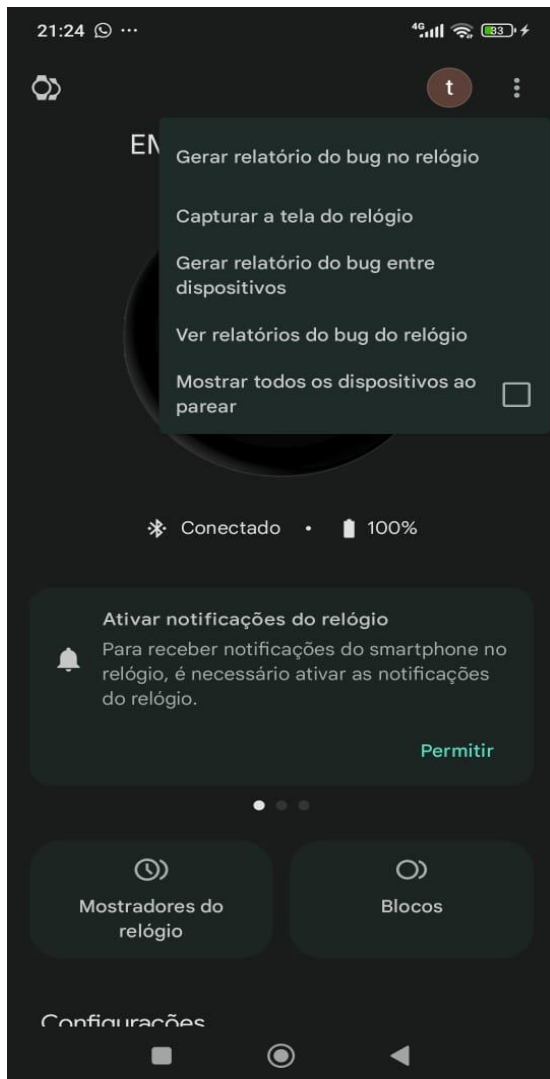 21:24
4G
83
t
EM
Gerar relatório do bug no relógio
Capturar a tela do relógio
Gerar relatório do bug entre
dispositivos
Ver relatórios do bug do relógio
Mostrar todos os dispositivos ao
parear
Conectado • 100%
Ativar notificações do relógio
Para receber notificações do smartphone no
relógio, é necessário ativar as notificações
do relógio.
Permitir
Mostradores do
relógio
Blocos
Configurações